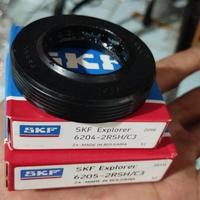 SKF
SKF
SKF Explorer
6204-2RSH/C3
MADE IN BULGARIA
SKF
SKF Explorer
6205-2RSH/C3
MADE IN BULGARIA